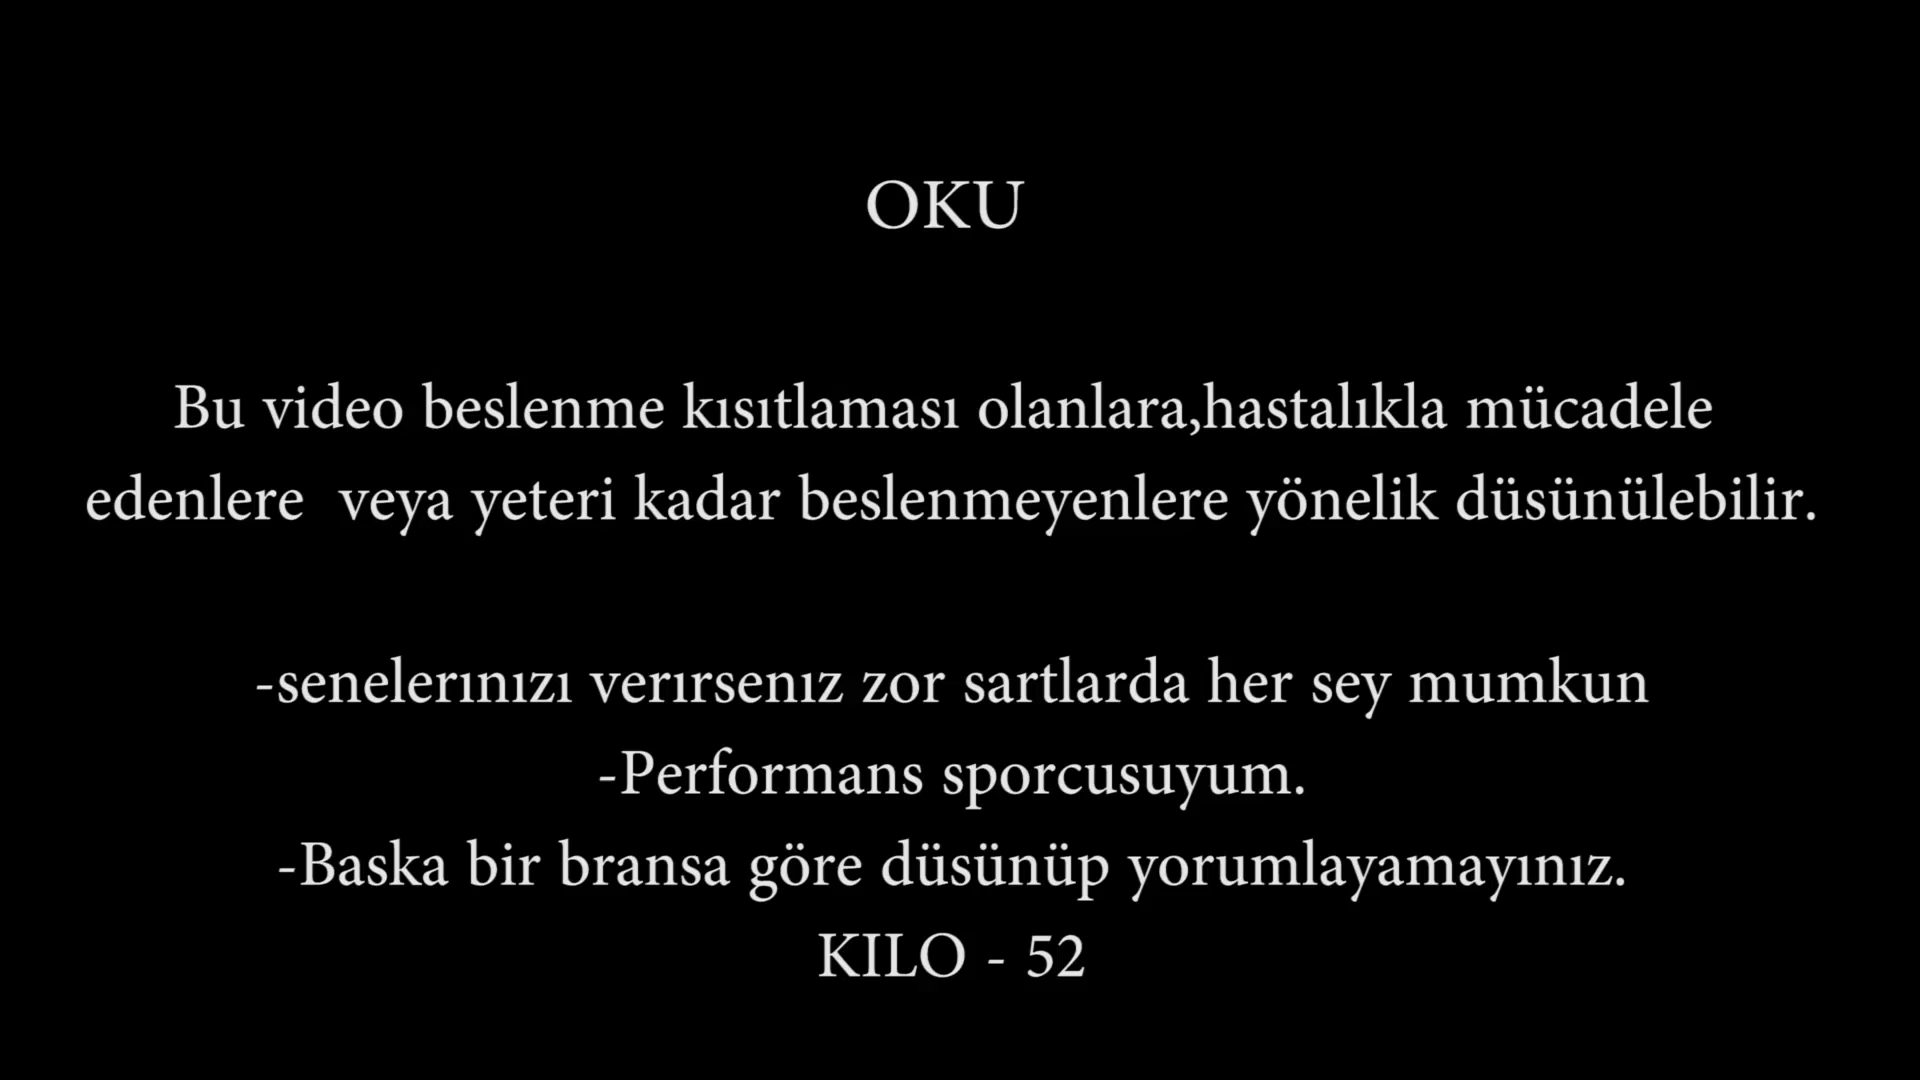 OKU
Bu video beslenme kısıtlaması olanlara,hastalıkla mücadele
edenlere veya yeteri kadar beslenmeyenlere yönelik düsünülebilir.
-senelerınızı verırsenız zor sartlarda her sey mumkun
-Performans sporcusuyum.
-Baska bir bransa göre düsünüp yorumlayamayınız.
KILO - 52